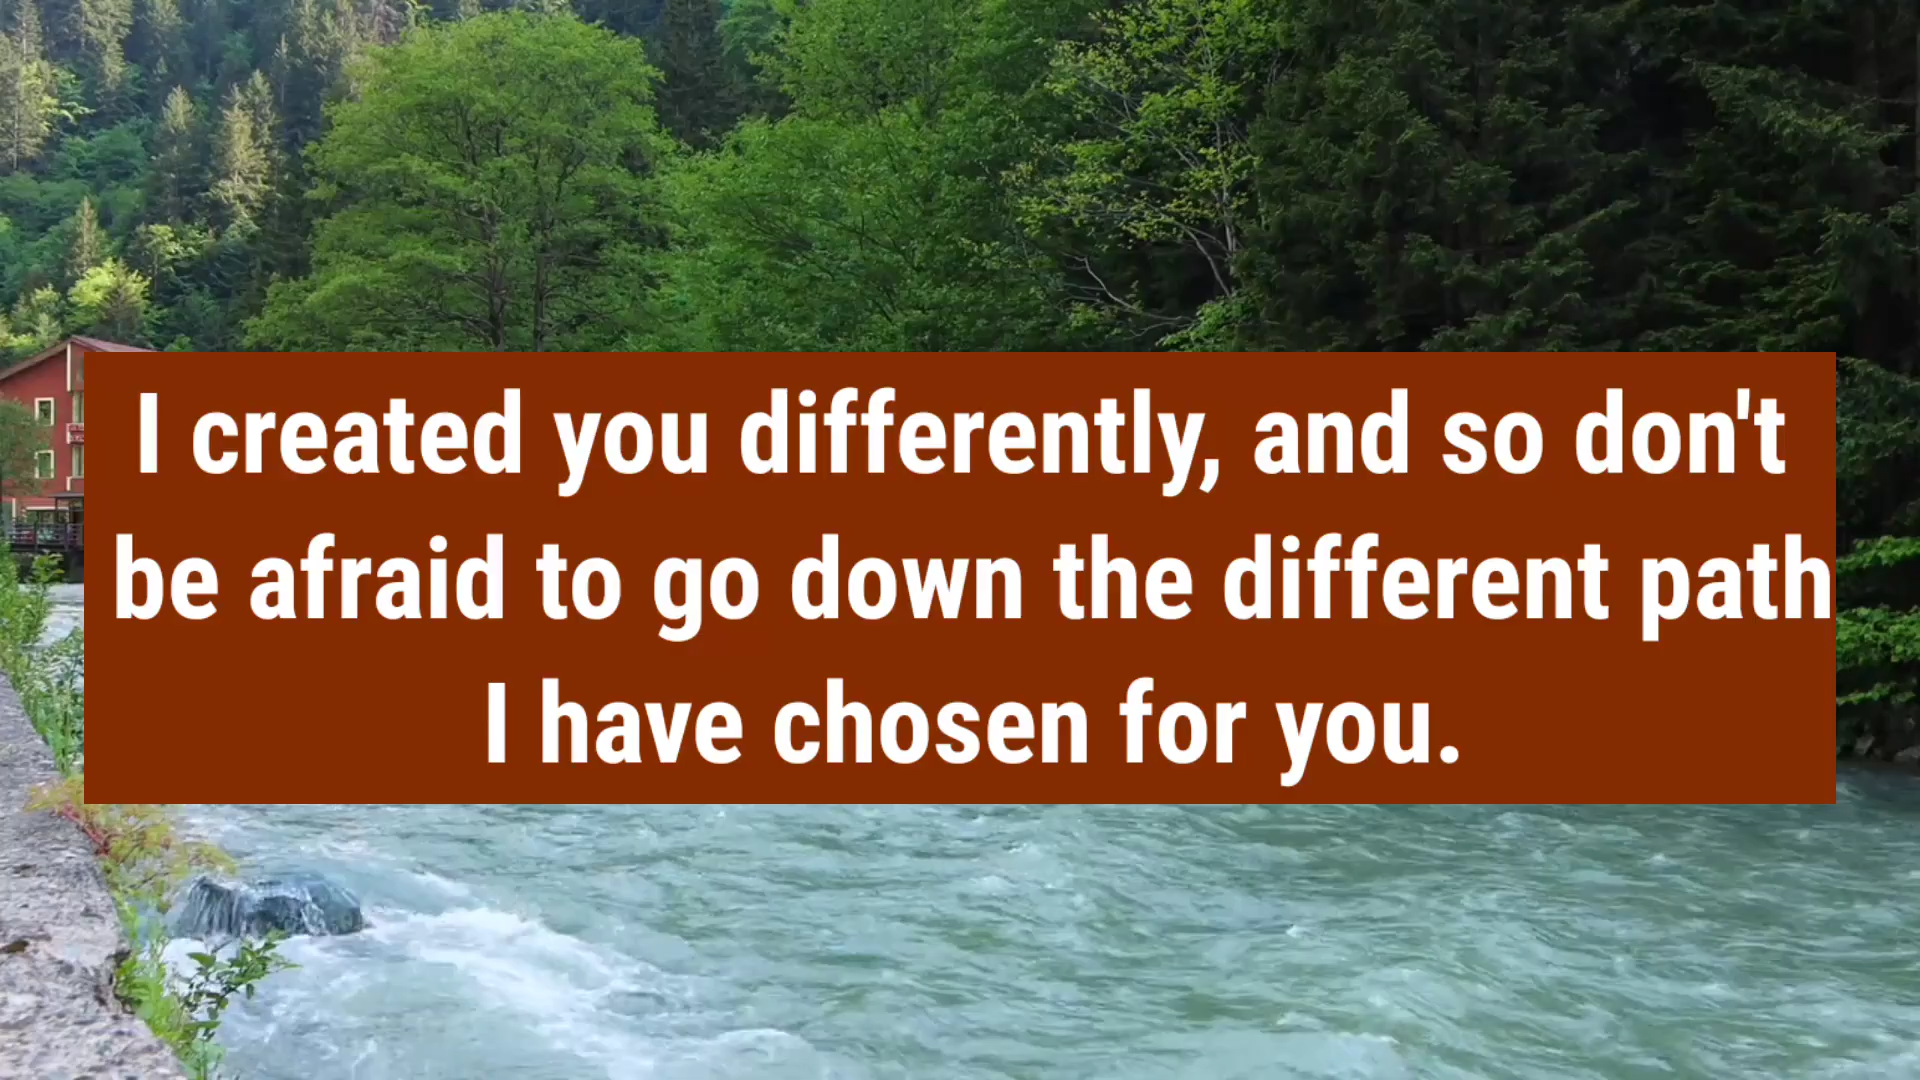 I created you differently, and so don't
be afraid to go down the different path
I have chosen for you.